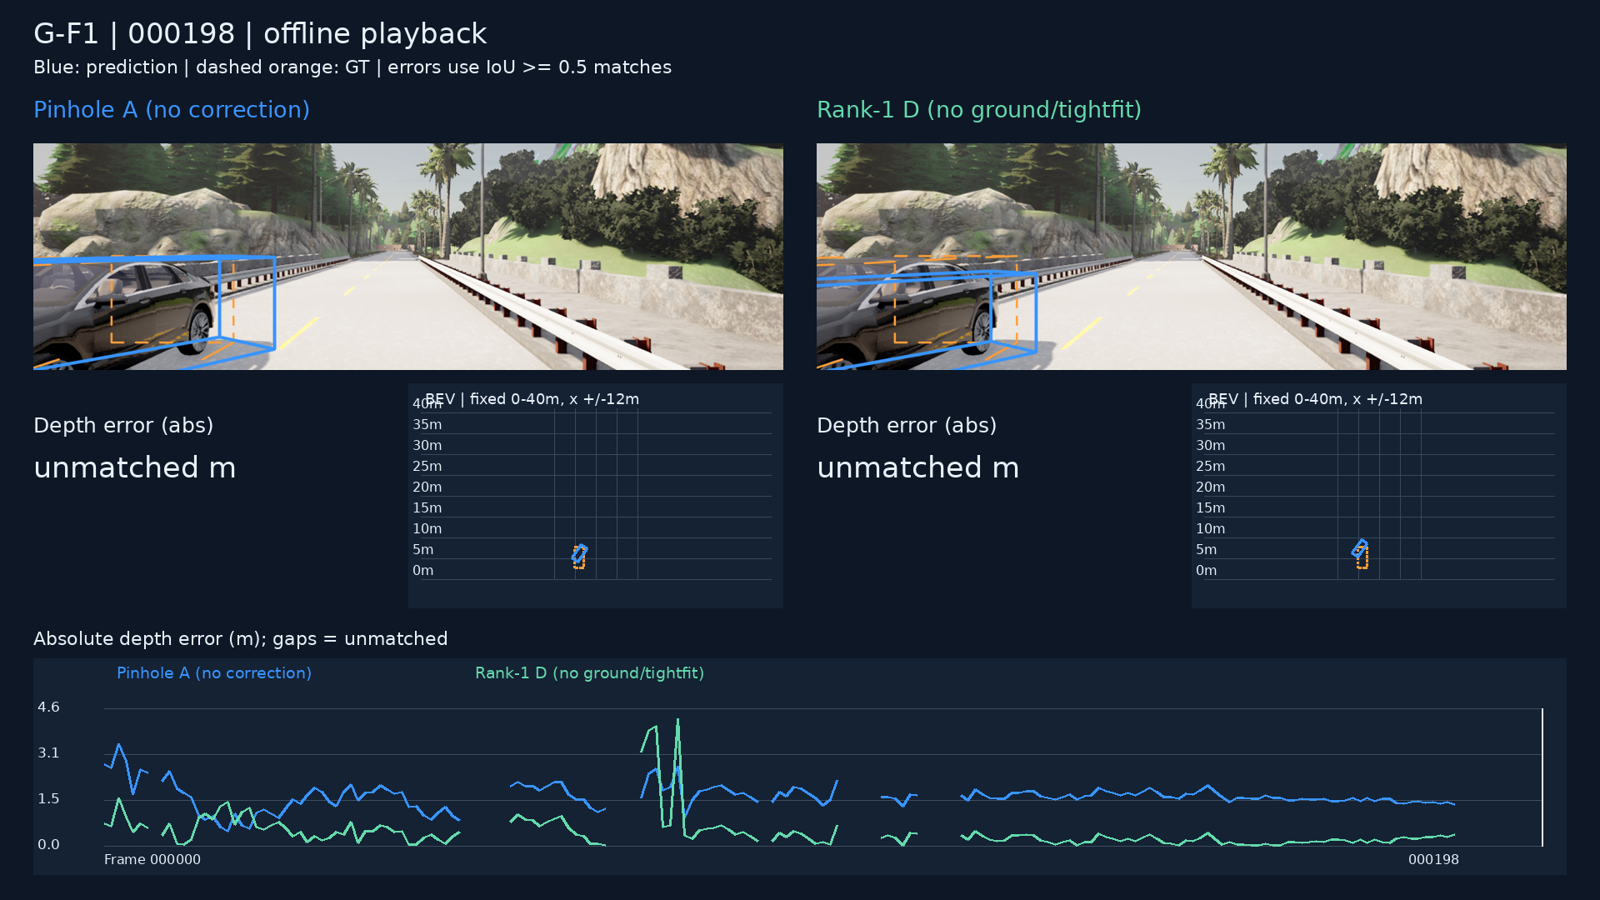 G-F1 | 000198 | offline playback
Blue: prediction | dashed orange: GT | errors use IoU >= 0.5 matches
Pinhole A (no correction)
Rank-1 D (no ground/tightfit)
Depth error (abs)
unmatched m
BEV | fixed 0-40m, x +/-12m
40m
35m
30m
25m
20m
15m
10m
5m
0m
Depth error (abs)
unmatched m
BEV | fixed 0-40m, x +/-12m
40m
35m
30m
25m
20m
15m
10m
5m
0m
Absolute depth error (m); gaps = unmatched
Pinhole A (no correction)
Rank-1 D (no ground/tightfit)
4.6
3.1
1.5
0.0
Frame 000000
000198